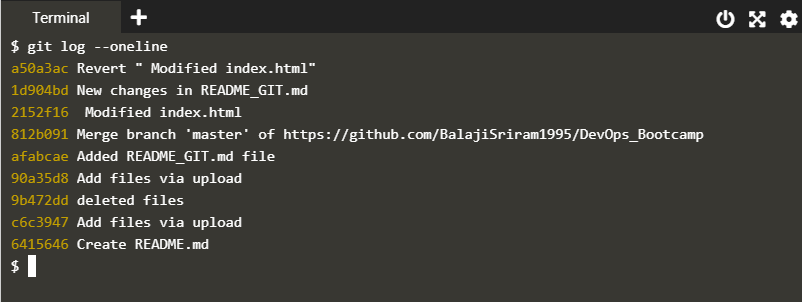 Terminal
$ git log --oneline
a50a3ac Revert " Modified index.html"
1d904bd New changes in README_GIT.md
2152f16  Modified index.html
812b091 Merge branch 'master' of https://github.com/BalajiSriram1995/DevOps_Bootcamp
afabcae Added README_GIT.md file
90a35d8 Add files via upload
9b472dd deleted files
c6c3947 Add files via upload
6415646 Create README.md
$